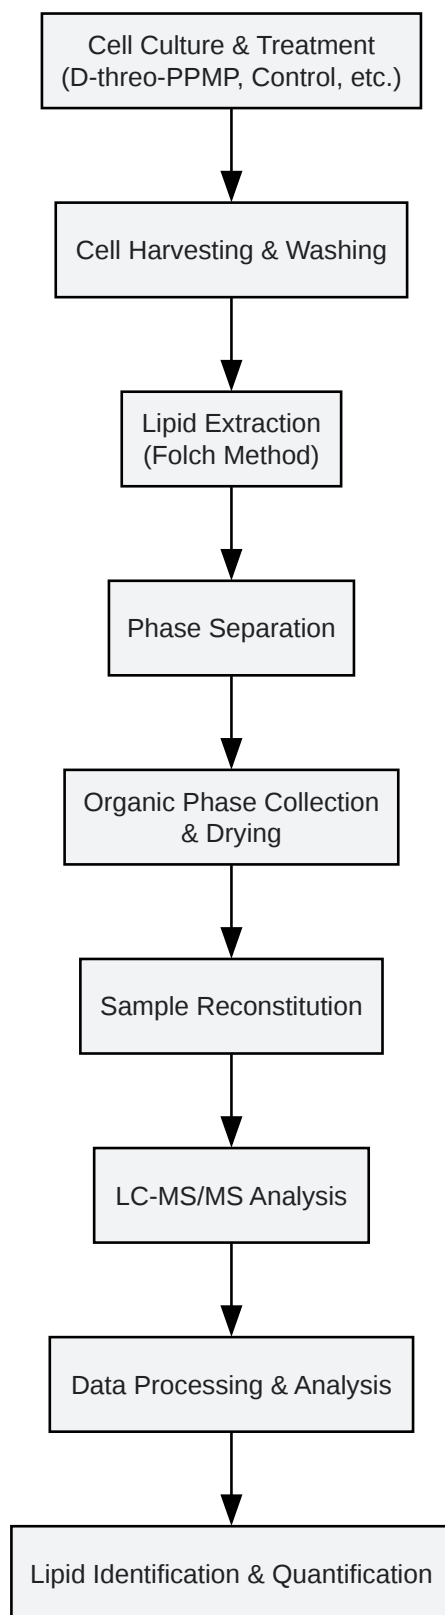 Cell Culture & Treatment
(D-threo-PPMP, Control, etc.)
Cell Harvesting & Washing
Lipid Extraction
(Folch Method)
Phase Separation
Organic Phase Collection
& Drying
Sample Reconstitution
LC-MS/MS Analysis
Data Processing & Analysis
Lipid Identification & Quantification